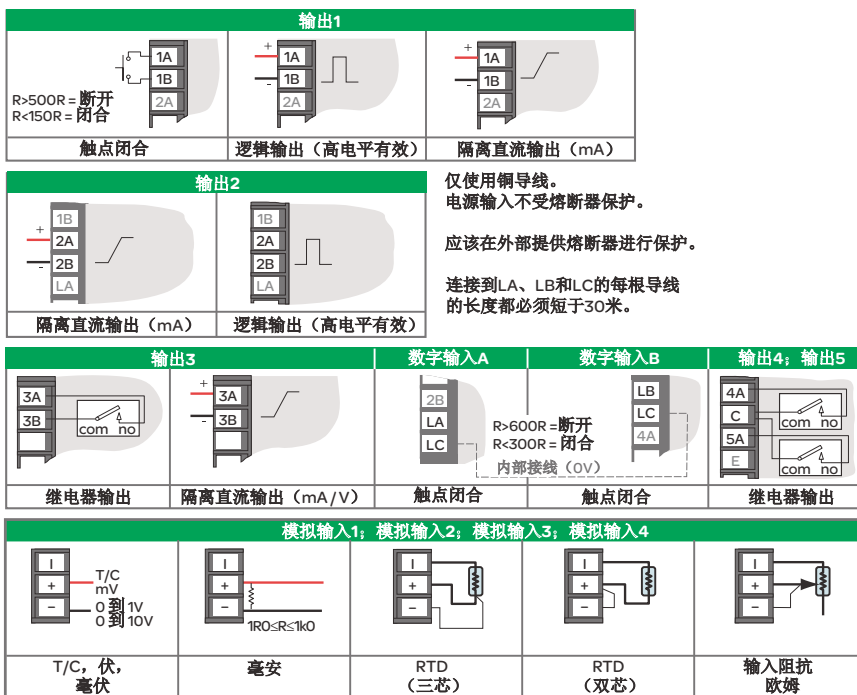 输出1
+
-
1A
1B
2A
R>500R = 断开
R<150R = 闭合
+
-
1A
1B
2A
+
-
1A
1B
2A
触点闭合
逻辑输出（高电平有效）
隔离直流输出（mA）
输出2
+
-
1B
2A
2B
LA
1B
2A
2B
LA
隔离直流输出（mA）
逻辑输出（高电平有效）
仅使用铜导线。
电源输入不受熔断器保护。
应该在外部提供熔断器进行保护。
连接到LA、LB和LC的每根导线
的长度都必须短于30米。
输出3
数字输入A
数字输入B
输出4；输出5
3A
3B
com no
+
-
3A
3B
2B
LA
LC
R>600R = 断开
R<300R = 闭合
内部接线（0V）
LB
LC
4A
4A
C
5A
E
com no
com no
继电器输出
隔离直流输出（mA/V）
触点闭合
触点闭合
继电器输出
模拟输入1；模拟输入2；模拟输入3；模拟输入4
I
+
−
T/C
mV
0 到 1V
0 到 10V
I
+
−
1R0≤R≤1k0
I
+
−
I
+
−
I
+
−
T/C，伏，
毫伏
毫安
RTD
（三芯）
RTD
（双芯）
输入阻抗
欧姆